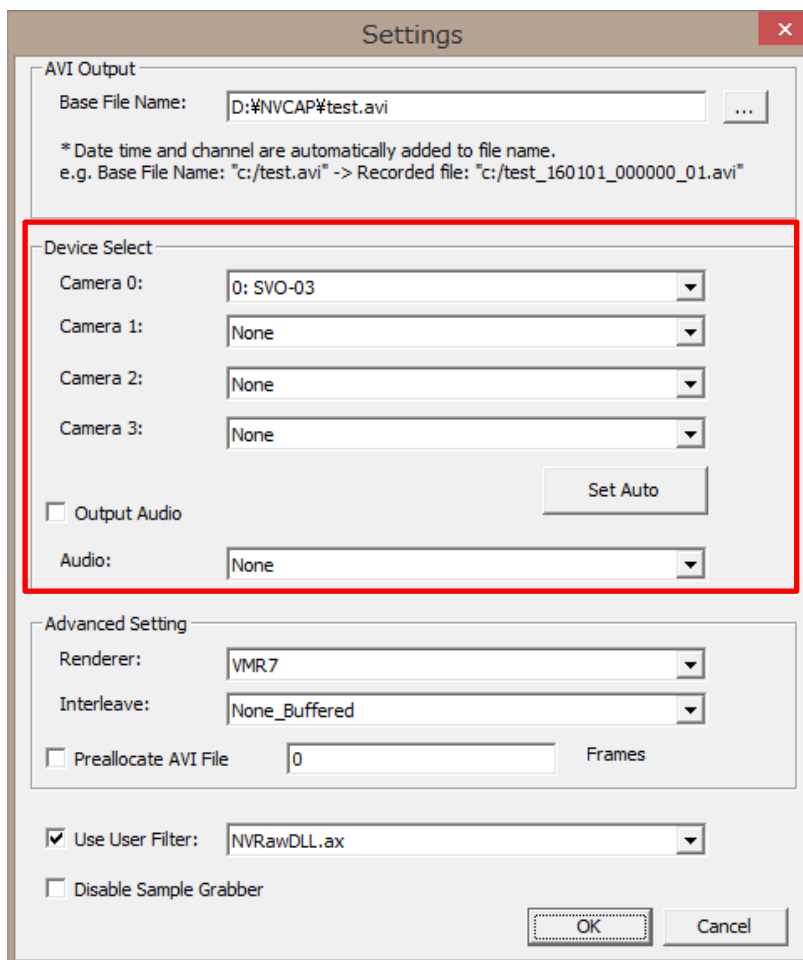 Settings
AVI Output
Base File Name: D:¥NVCAP¥test.avi ...
* Date time and channel are automatically added to file name.
e.g. Base File Name: "c:/test.avi" -> Recorded file: "c:/test_160101_000000_01.avi"
Device Select
Camera 0: 0: SVO-03
Camera 1: None
Camera 2: None
Camera 3: None
Set Auto
Output Audio
Audio: None
Advanced Setting
Renderer: VMR7
Interleave: None_Buffered
Preallocate AVI File 0 Frames
Use User Filter: NVRawDLL.ax
Disable Sample Grabber
OK Cancel